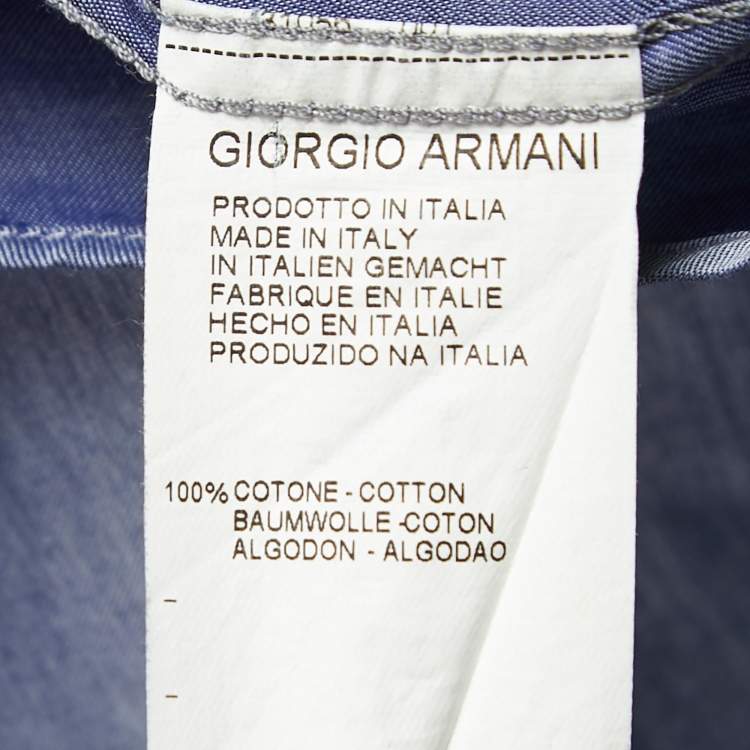 GIORGIO ARMANI
PRODOTTO IN ITALIA
MADE IN ITALY
IN ITALIEN GEMACHT
FABRIQUE EN ITALIE
HECHO EN ITALIA
PRODUZIDO NA ITALIA
100% COTONE - COTTON
BAUMWOLLE -COTON
ALGODON - ALGODAO
-
-